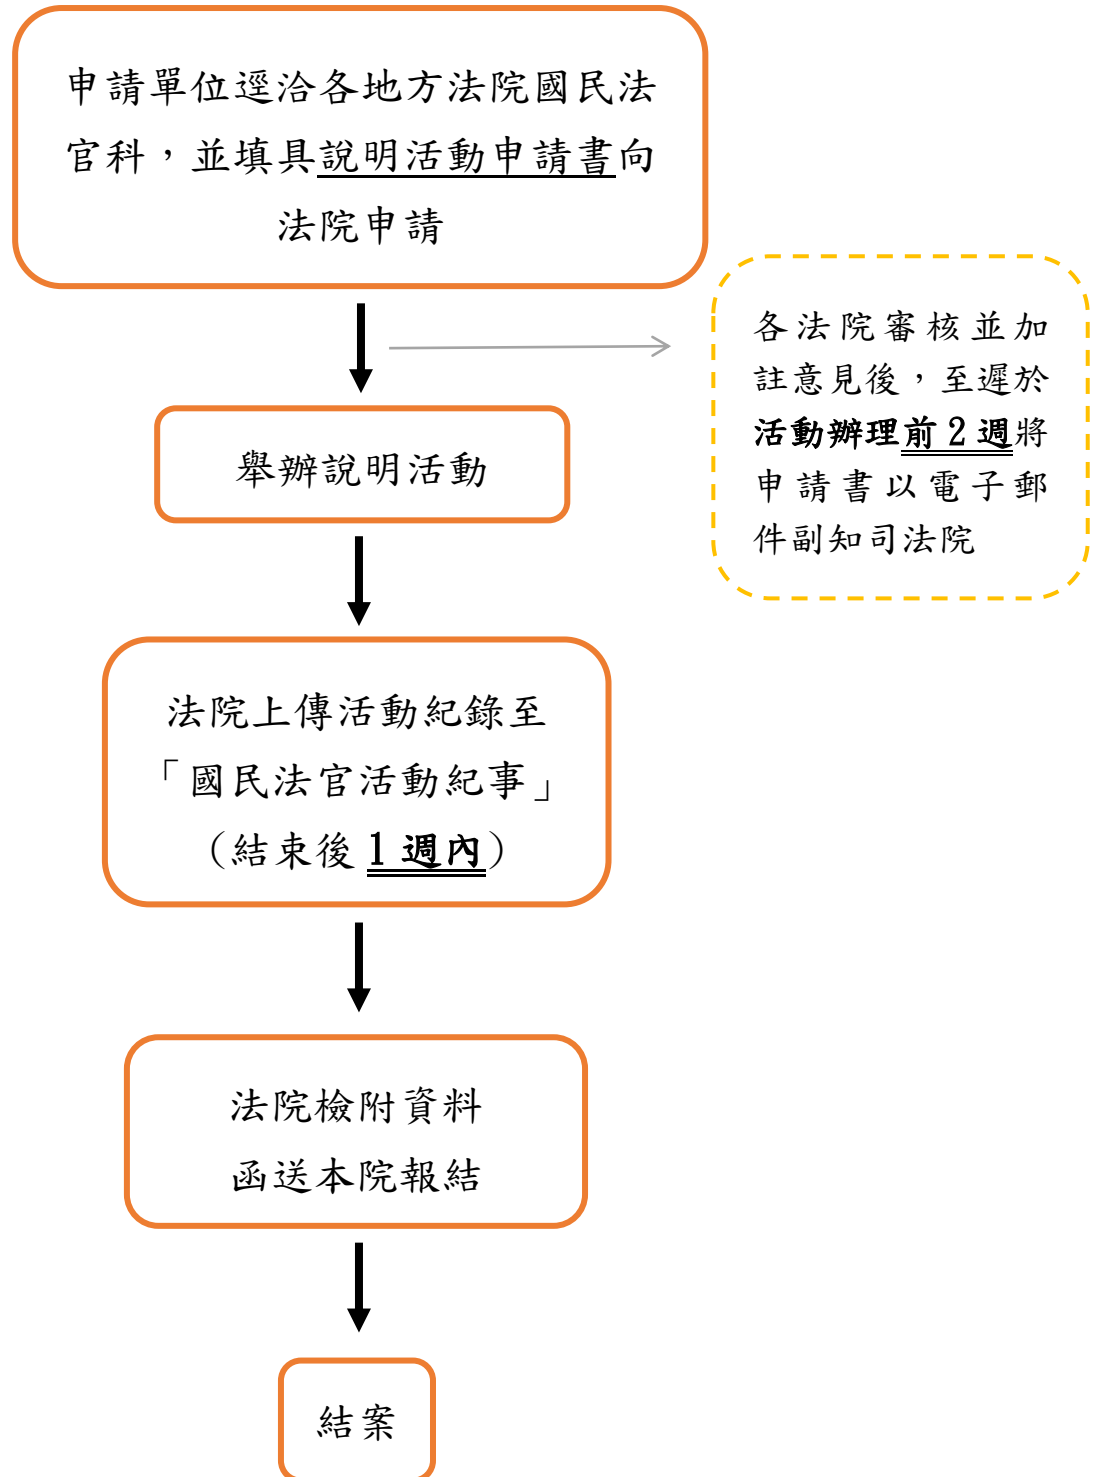 申請單位逕洽各地方法院國民法
官科，並填具說明活動申請書向
法院申請
各法院審核並加
註意見後，至遲於
活動辦理前 2 週將
申請書以電子郵
件副知司法院
舉辦說明活動
法院上傳活動紀錄至
「國民法官活動紀事」
(結束後 1 週內)
法院檢附資料
函送本院報結
結案